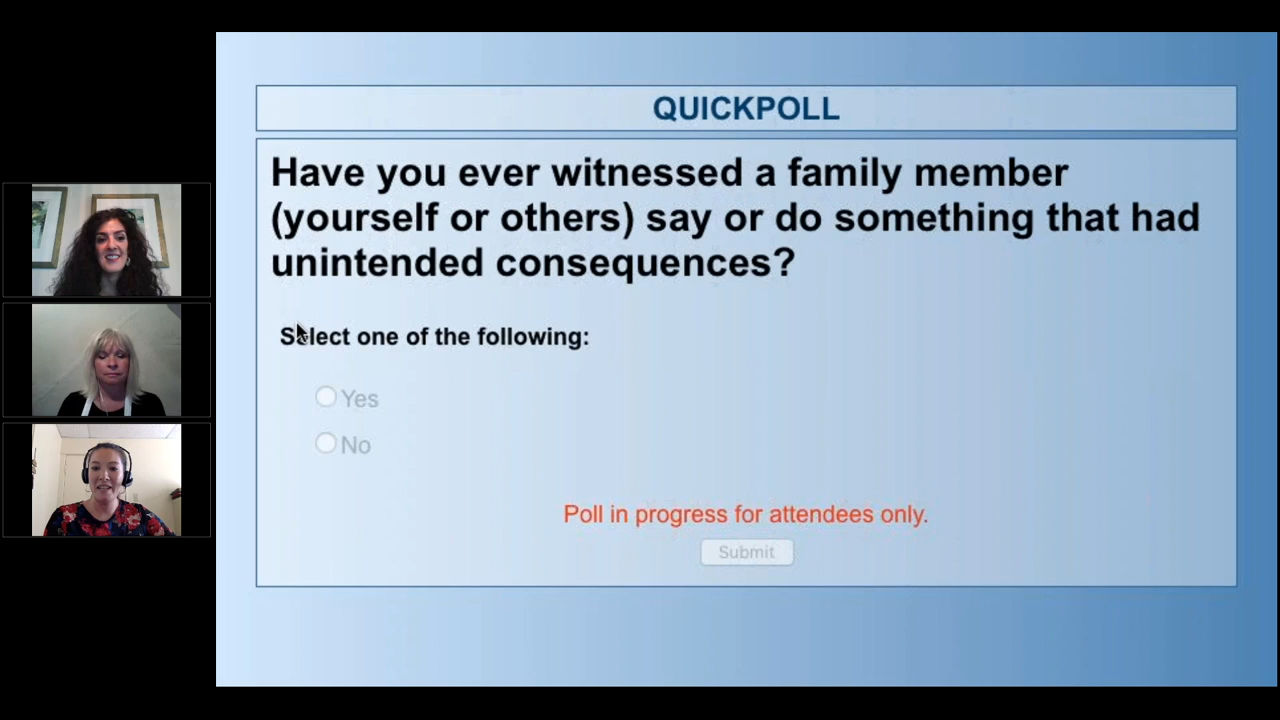 QUICKPOLL
Have you ever witnessed a family member
(yourself or others) say or do something that had
unintended consequences?
Select one of the following:
Yes
No
Poll in progress for attendees only.
Submit